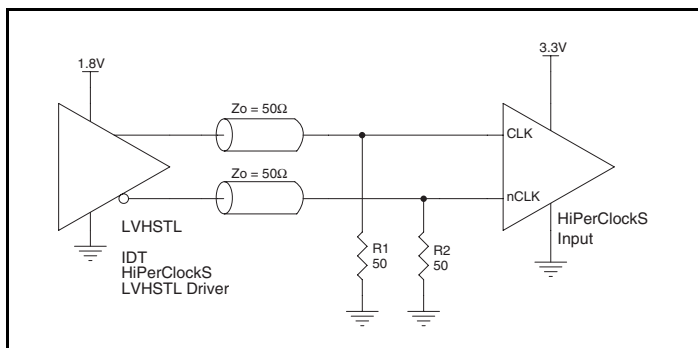 1.8V
3.3V
Zo = 50Ω
CLK
Zo = 50Ω
nCLK
LVHSTL
IDT
HiPerClockS
LVHSTL Driver
R1
50
R2
50
HiPerClockS
Input